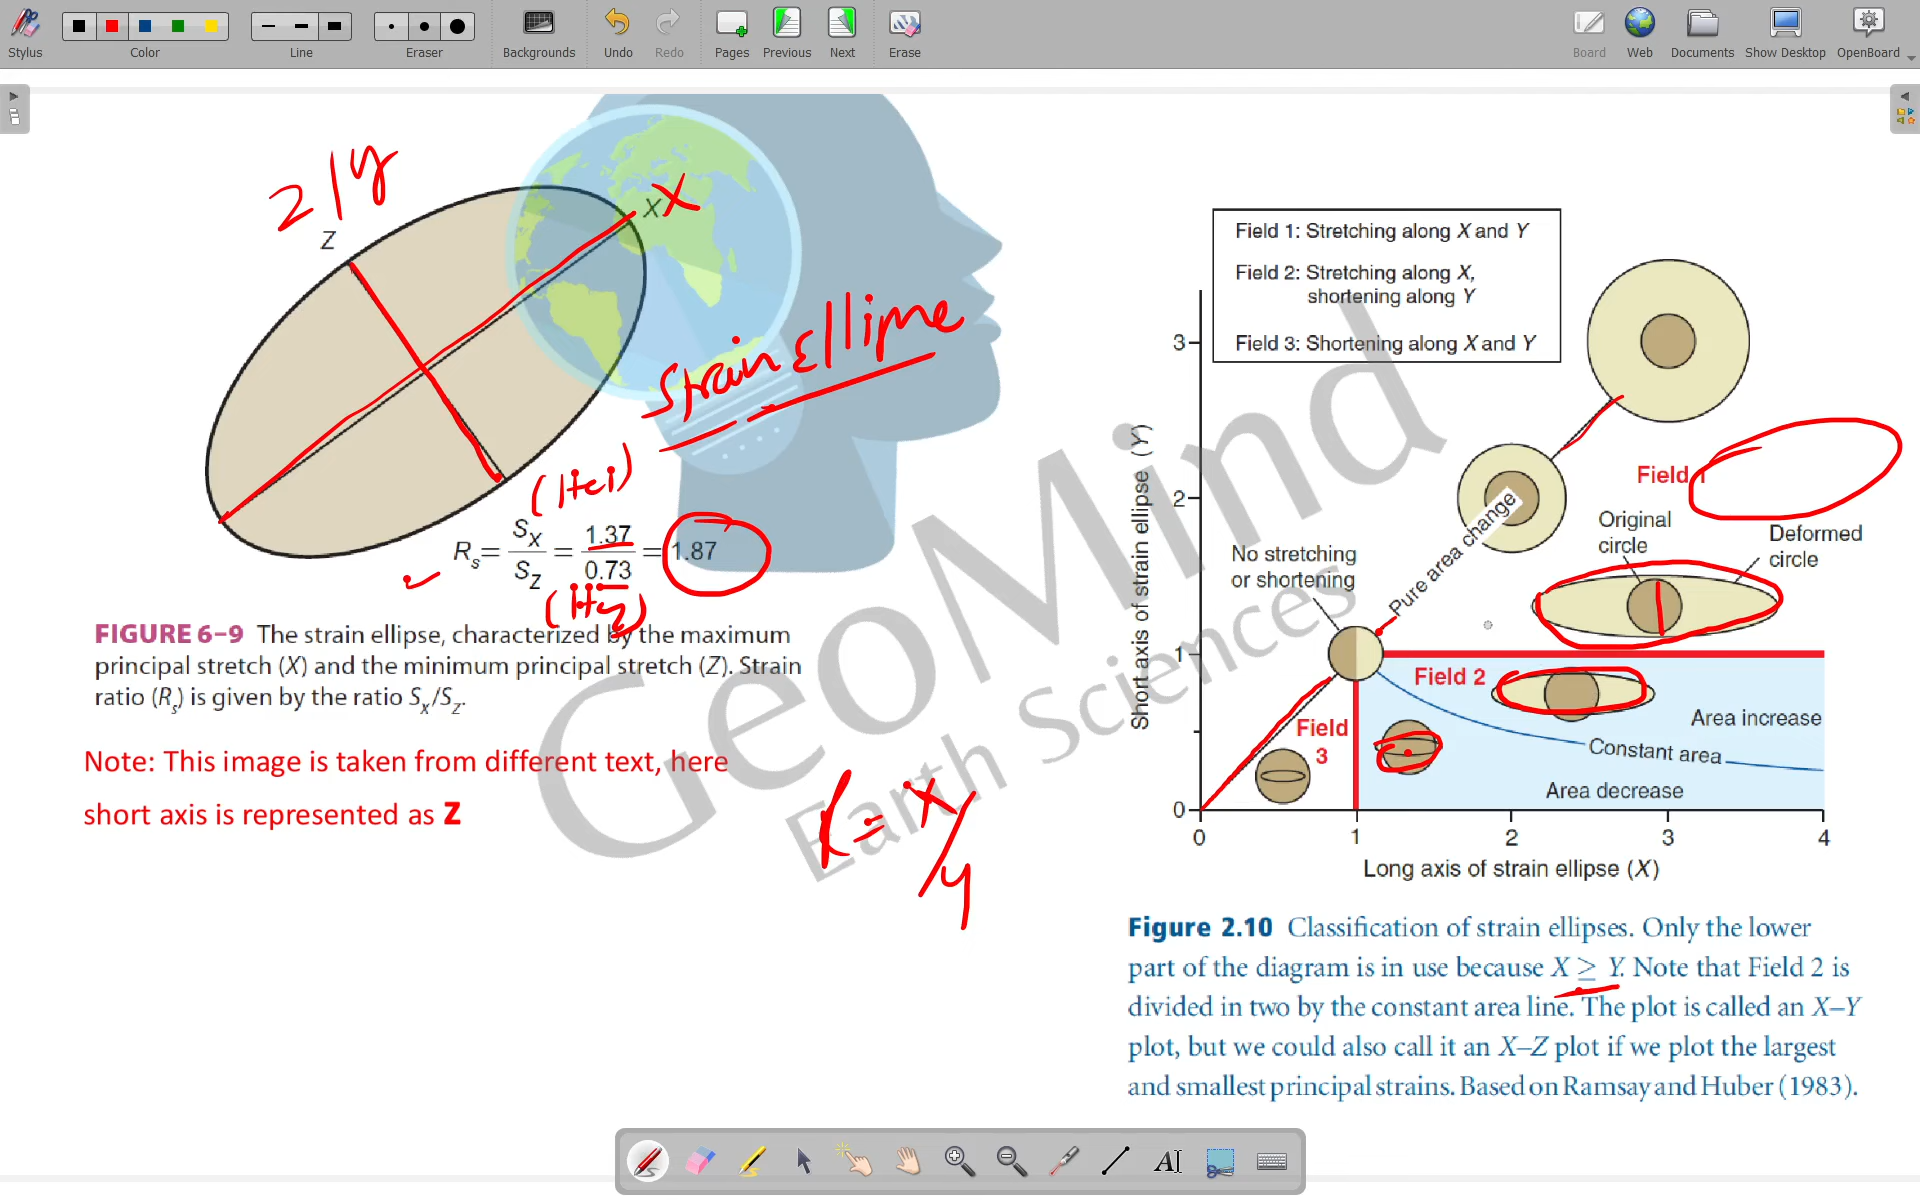 Stylus
Color
Line
Eraser
Backgrounds
Undo
Redo
Pages
Previous
Next
Erase
Board
Web
Documents
Show Desktop
OpenBoard
Z/y
Z
X X
Strain Ellipse
(1+e1)
Rs = SX/SZ = 1.37/0.73 = 1.87
FIGURE 6–9 The strain ellipse, characterized by the maximum
principal stretch (X) and the minimum principal stretch (Z). Strain
ratio (Rs) is given by the ratio Sx/Sz.
Note: This image is taken from different text, here
short axis is represented as Z
= x/y
GeoMind
Earth Sciences
Field 1: Stretching along X and Y
Field 2: Stretching along X,
shortening along Y
Field 3: Shortening along X and Y
Short axis of strain ellipse (Y)
3
2
1
0
Field 1
Original
circle
Deformed
circle
No stretching
or shortening
Pure area change
Field 2
Field
3
Area increase
Constant area
Area decrease
0 1 2 3 4
Long axis of strain ellipse (X)
Figure 2.10 Classification of strain ellipses. Only the lower
part of the diagram is in use because X ≥ Y. Note that Field 2 is
divided in two by the constant area line. The plot is called an X–Y
plot, but we could also call it an X–Z plot if we plot the largest
and smallest principal strains. Based on Ramsay and Huber (1983).